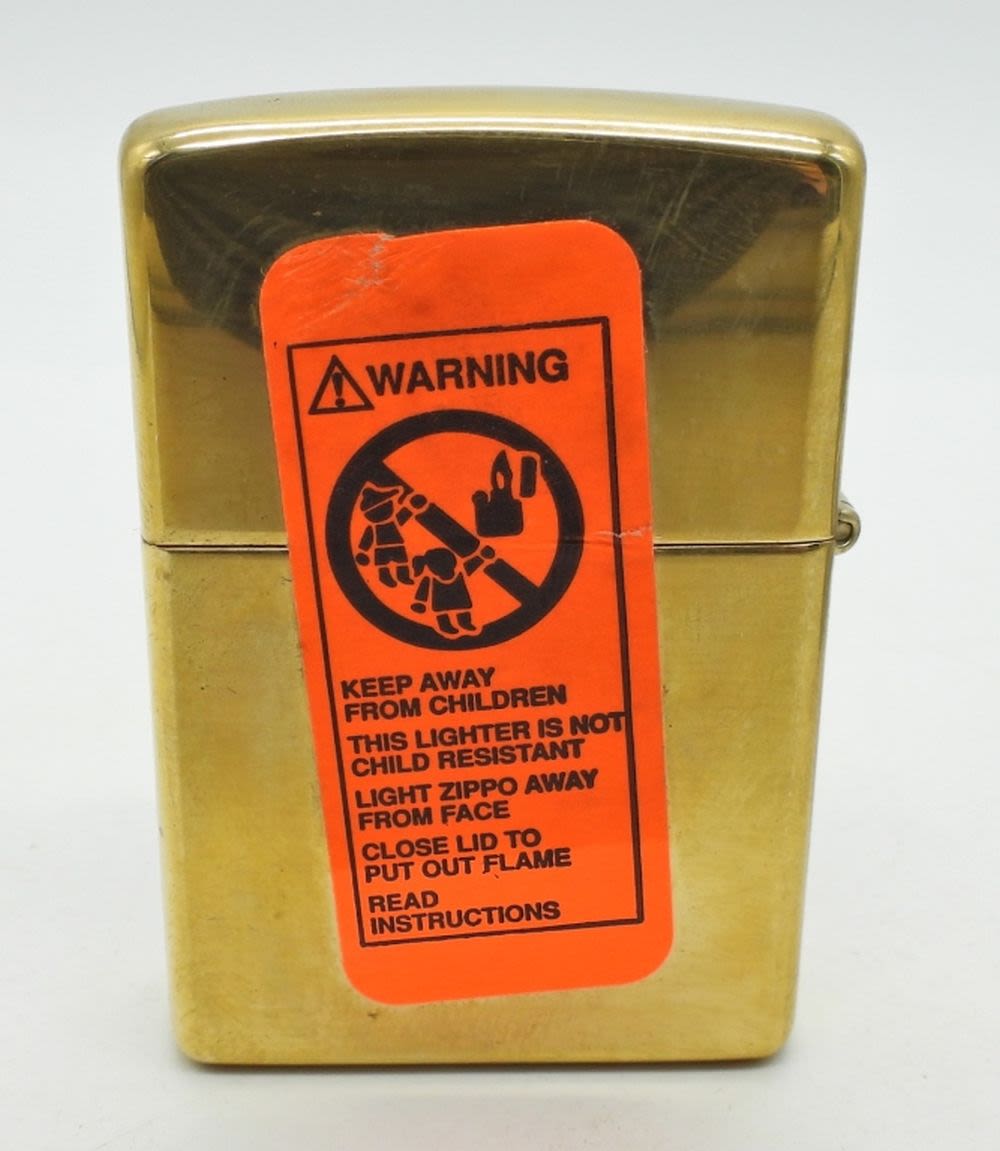 WARNING
KEEP AWAY
FROM CHILDREN
THIS LIGHTER IS NOT
CHILD RESISTANT
LIGHT ZIPPO AWAY
FROM FACE
CLOSE LID TO
PUT OUT FLAME
READ
INSTRUCTIONS